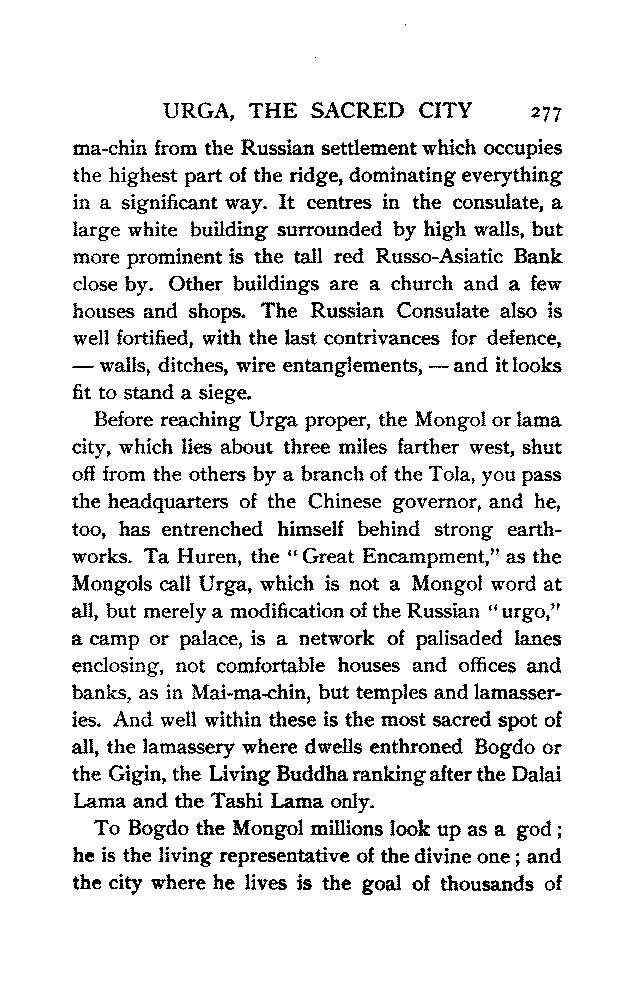 URGA, THE SACRED CITY 277
ma-chin from the Russian settlement which occupies
the highest part of the ridge, dominating everything
in a significant way. It centres in the consulate, a
large white building surrounded by high walls, but
more prominent is the tall red Russo-Asiatic Bank
close by. Other buildings are a church and a few
houses and shops. The Russian Consulate also is
well fortified, with the last contrivances for defence,
— walls, ditches, wire entanglements, — and it looks
fit to stand a siege.
Before reaching Urga proper, the Mongol or lama
city, which lies about three miles farther west, shut
off from the others by a branch of the Tola, you pass
the headquarters of the Chinese governor, and he,
too, has entrenched himself behind strong earth-
works. Ta Huren, the "Great Encampment," as the
Mongols call Urga, which is not a Mongol word at
all, but merely a modification of the Russian "urgo,"
a camp or palace, is a network of palisaded lanes
enclosing, not comfortable houses and offices and
banks, as in Mai-ma-chin, but temples and lamasser-
ies. And well within these is the most sacred spot of
all, the lamassery where dwells enthroned Bogdo or
the Gigin, the Living Buddha ranking after the Dalai
Lama and the Tashi Lama only.
To Bogdo the Mongol millions look up as a god;
he is the living representative of the divine one; and
the city where he lives is the goal of thousands of